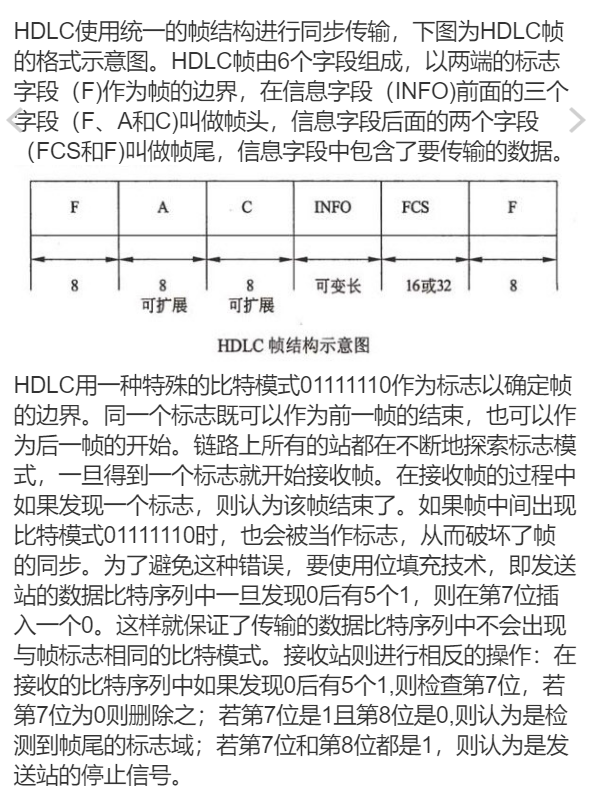 HDLC使用统一的帧结构进行同步传输，下图为HDLC帧
的格式示意图。HDLC帧由6个字段组成，以两端的标志
字段（F)作为帧的边界，在信息字段（INFO)前面的三个
字段（F、A和C)叫做帧头，信息字段后面的两个字段
（FCS和F)叫做帧尾，信息字段中包含了要传输的数据。
F A C INFO FCS F
8 8 8 可变长 16或32 8
可扩展 可扩展
HDLC 帧结构示意图
HDLC用一种特殊的比特模式01111110作为标志以确定帧
的边界。同一个标志既可以作为前一帧的结束，也可以作
为后一帧的开始。链路上所有的站都在不断地探索标志模
式，一旦得到一个标志就开始接收帧。在接收帧的过程中
如果发现一个标志，则认为该帧结束了。如果帧中间出现
比特模式01111110时，也会被当作标志，从而破坏了帧
的同步。为了避免这种错误，要使用位填充技术，即发送
站的数据比特序列中一旦发现0后有5个1，则在第7位插
入一个0。这样就保证了传输的数据比特序列中不会出现
与帧标志相同的比特模式。接收站则进行相反的操作：在
接收的比特序列中如果发现0后有5个1,则检查第7位，若
第7位为0则删除之；若第7位是1且第8位是0,则认为是检
测到帧尾的标志域；若第7位和第8位都是1，则认为是发
送站的停止信号。